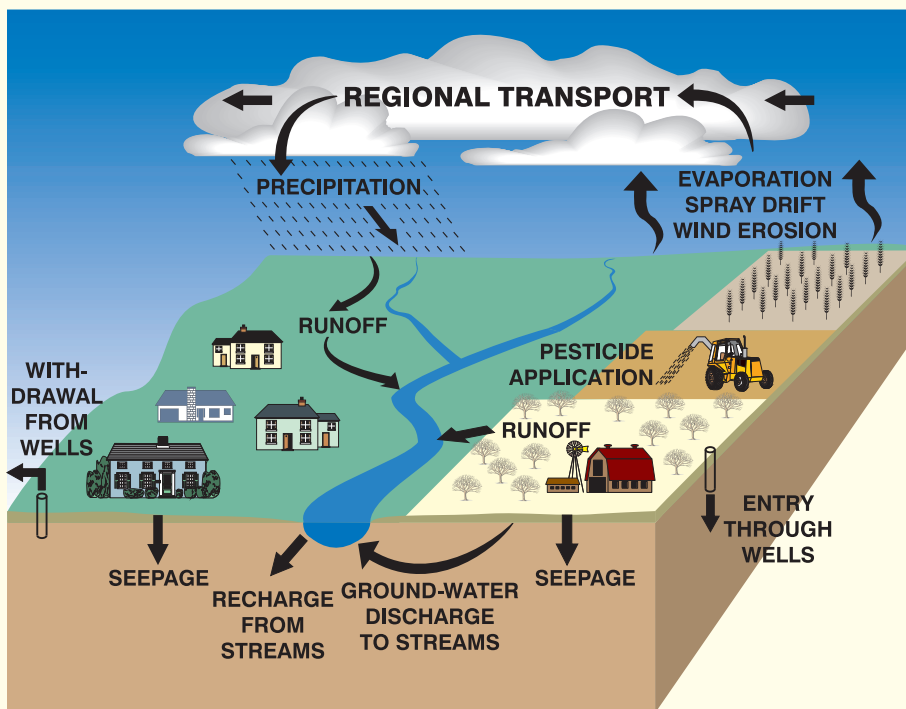 REGIONAL TRANSPORT
PRECIPITATION
EVAPORATION
SPRAY DRIFT
WIND EROSION
RUNOFF
WITH-
DRAWAL
FROM
WELLS
PESTICIDE
APPLICATION
RUNOFF
ENTRY
THROUGH
WELLS
SEEPAGE
RECHARGE
FROM
STREAMS
GROUND-WATER
DISCHARGE
TO STREAMS
SEEPAGE